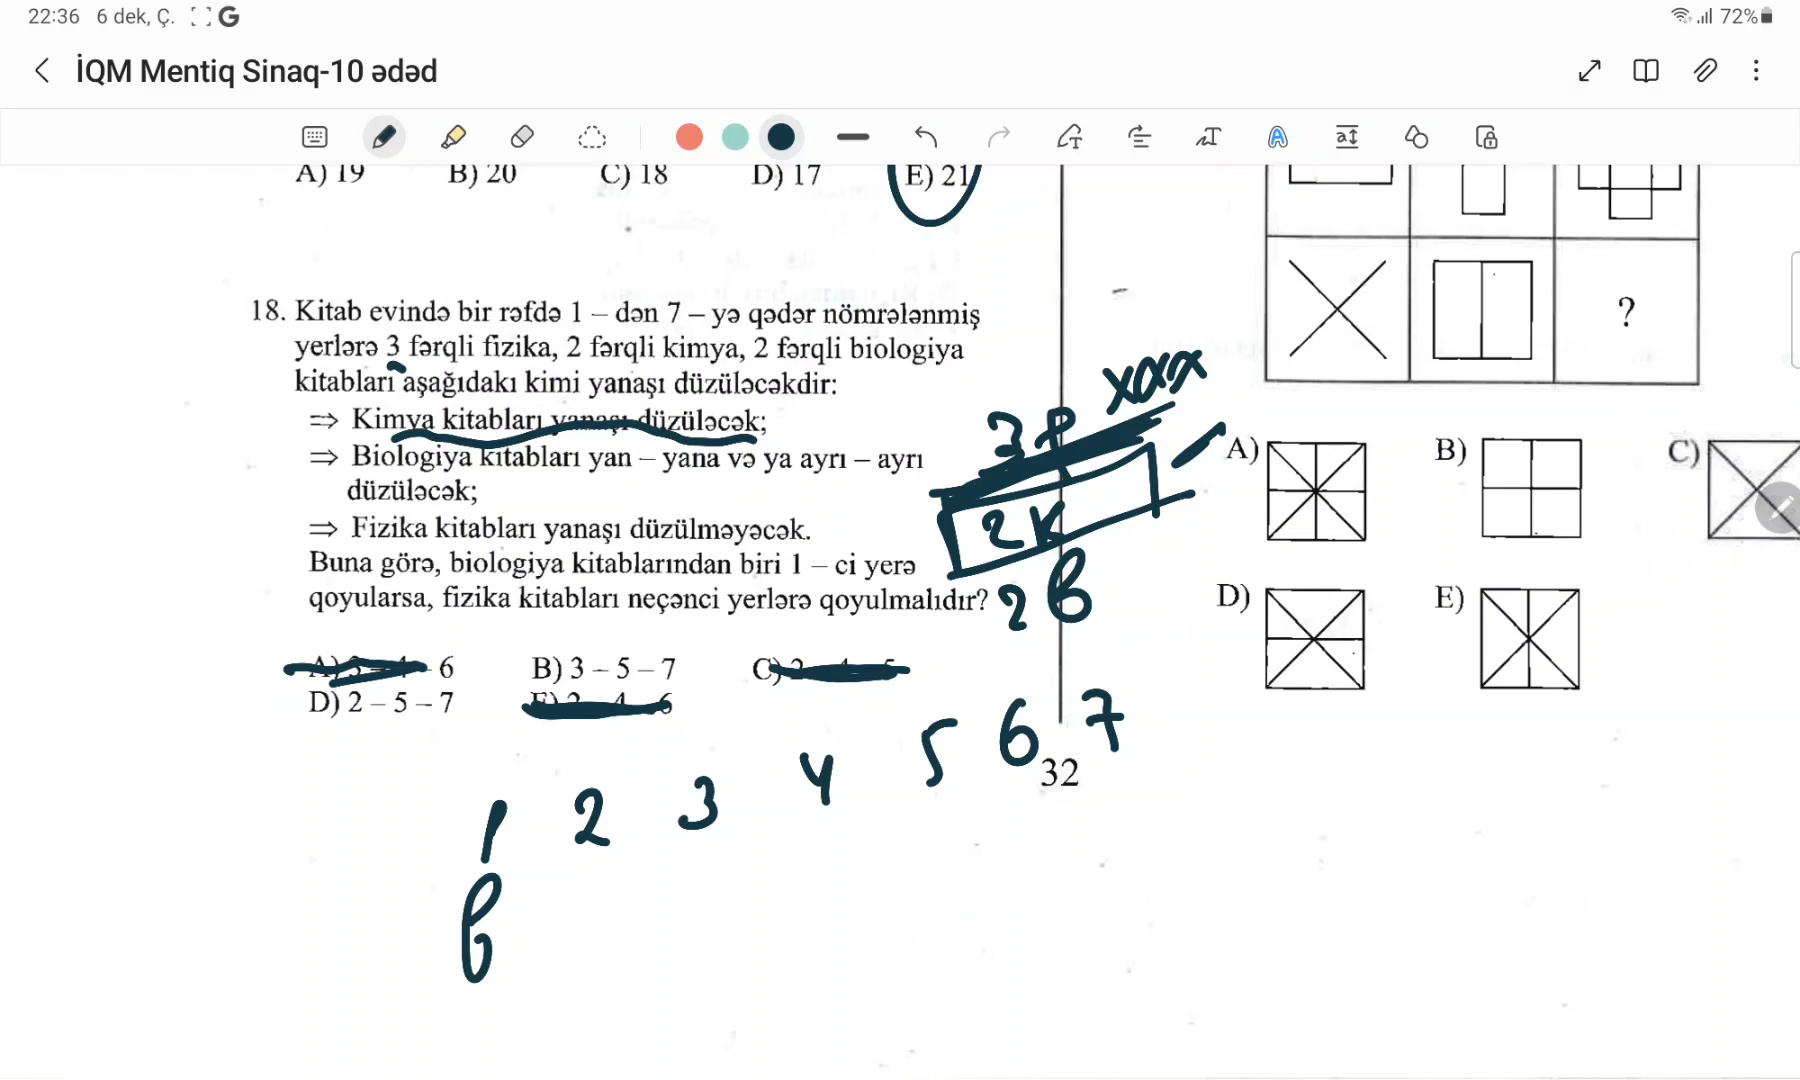 22:36 6 dek, Ç. G 72%
İQM Mentiq Sinaq-10 ədəd
A) 19 B) 20 C) 18 D) 17 E) 21
18. Kitab evində bir rəfdə 1 – dən 7 – yə qədər nömrələnmiş
yerlərə 3 fərqli fizika, 2 fərqli kimya, 2 fərqli biologiya
kitabları aşağıdakı kimi yanaşı düzüləcəkdir:
⇒ Kimya kitabları yanaşı düzüləcək;
⇒ Biologiya kitabları yan – yana və ya ayrı – ayrı
düzüləcək;
⇒ Fizika kitabları yanaşı düzülməyəcək.
Buna görə, biologiya kitablarından biri 1 – ci yerə
qoyularsa, fizika kitabları neçənci yerlərə qoyulmalıdır?
6 B) 3 – 5 – 7 C)
D) 2 – 5 – 7
3 F
2 K
2 B
1 2 3 4 5 6 7
B
32
?
A) B) C)
D) E)